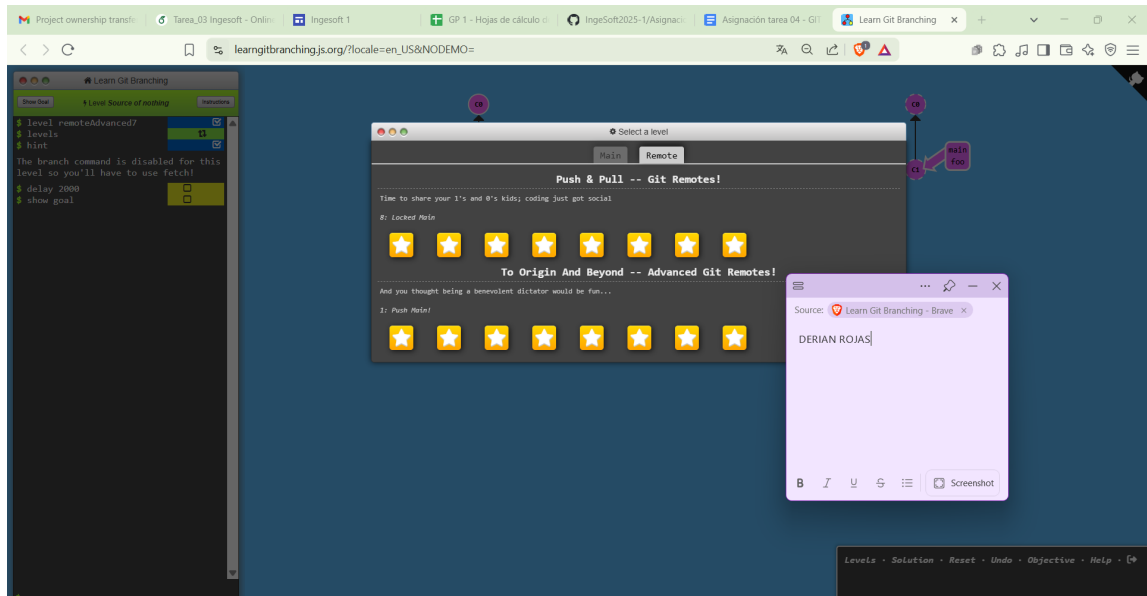 Project ownership transfe
Tarea_03 Ingesoft - Online
Ingesoft 1
GP 1 - Hojas de cálculo d
IngeSoft2025-1/Asignació
Asignación tarea 04 - GIT
Learn Git Branching
learngitbranching.js.org/?locale=en_US&NODEMO=
Learn Git Branching
Show Goal
Level Source of nothing
Instructions
$ level remoteAdvanced7
$ levels
$ hint
The branch command is disabled for this
level so you'll have to use fetch!
$ delay 2000
$ show goal
C0
C0
main
foo
C1
Select a level
Main
Remote
Push & Pull -- Git Remotes!
Time to share your 1's and 0's kids; coding just got social
8: Locked Main
To Origin And Beyond -- Advanced Git Remotes!
And you thought being a benevolent dictator would be fun...
1: Push Main!
Source:
Learn Git Branching - Brave
DERIAN ROJAS
B I U S
Screenshot
Levels · Solution · Reset · Undo · Objective · Help ·